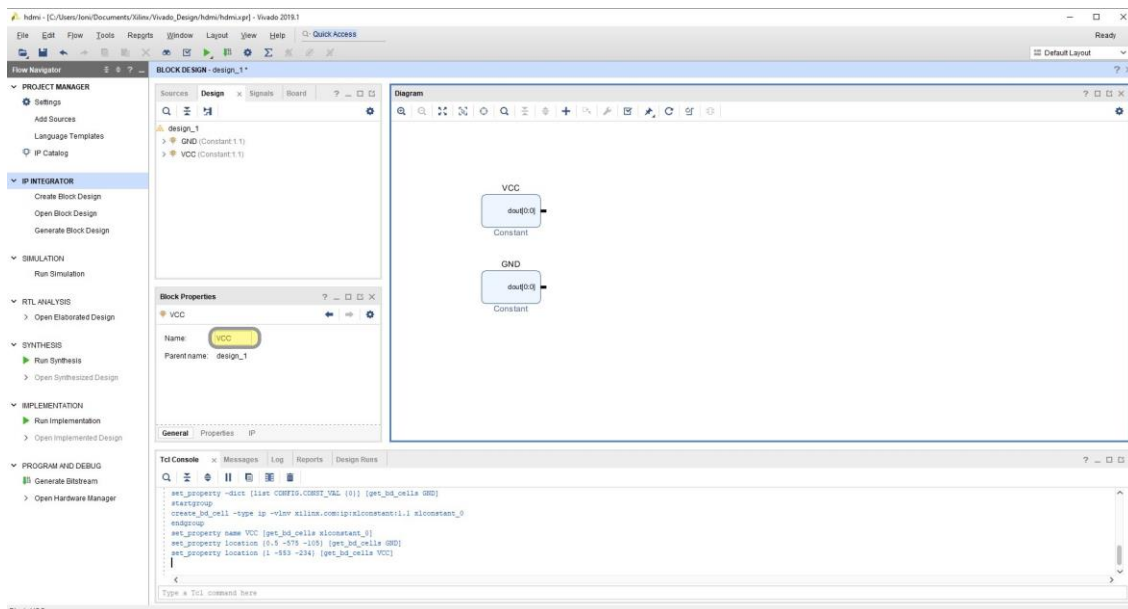 hdmi - [C:/Users/Joni/Documents/Xilinx/Vivado_Design/hdmi/hdmi.xpr] - Vivado 2019.1
File Edit Flow Tools Reports Window Layout View Help Quick Access
Ready
Default Layout
Flow Navigator
PROJECT MANAGER
Settings
Add Sources
Language Templates
IP Catalog
IP INTEGRATOR
Create Block Design
Open Block Design
Generate Block Design
SIMULATION
Run Simulation
RTL ANALYSIS
Open Elaborated Design
SYNTHESIS
Run Synthesis
Open Synthesized Design
IMPLEMENTATION
Run Implementation
Open Implemented Design
PROGRAM AND DEBUG
Generate Bitstream
Open Hardware Manager
BLOCK DESIGN - design_1 *
Sources Design Signals Board
design_1
GND (Constant:1.1)
VCC (Constant:1.1)
Block Properties
VCC
Name: VCC
Parent name: design_1
General Properties IP
Diagram
VCC
dout[0:0]
Constant
GND
dout[0:0]
Constant
Tcl Console Messages Log Reports Design Runs
set_property -dict [list CONFIG.CONST_VAL {0}] [get_bd_cells GND]
startgroup
create_bd_cell -type ip -vlnv xilinx.com:ip:xlconstant:1.1 xlconstant_0
endgroup
set_property name VCC [get_bd_cells xlconstant_0]
set_property location {0.5 -575 -105} [get_bd_cells GND]
set_property location {1 -583 -234} [get_bd_cells VCC]
Type a Tcl command here